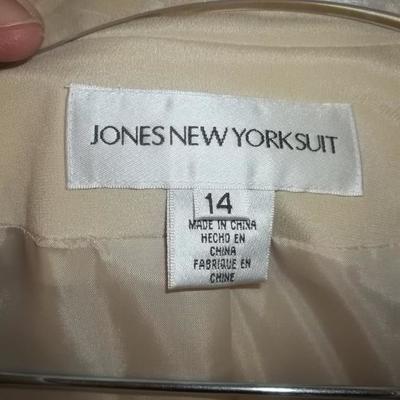 JONES NEW YORK SUIT
14
MADE IN CHINA
HECHO EN
CHINA
FABRIQUE EN
CHINE